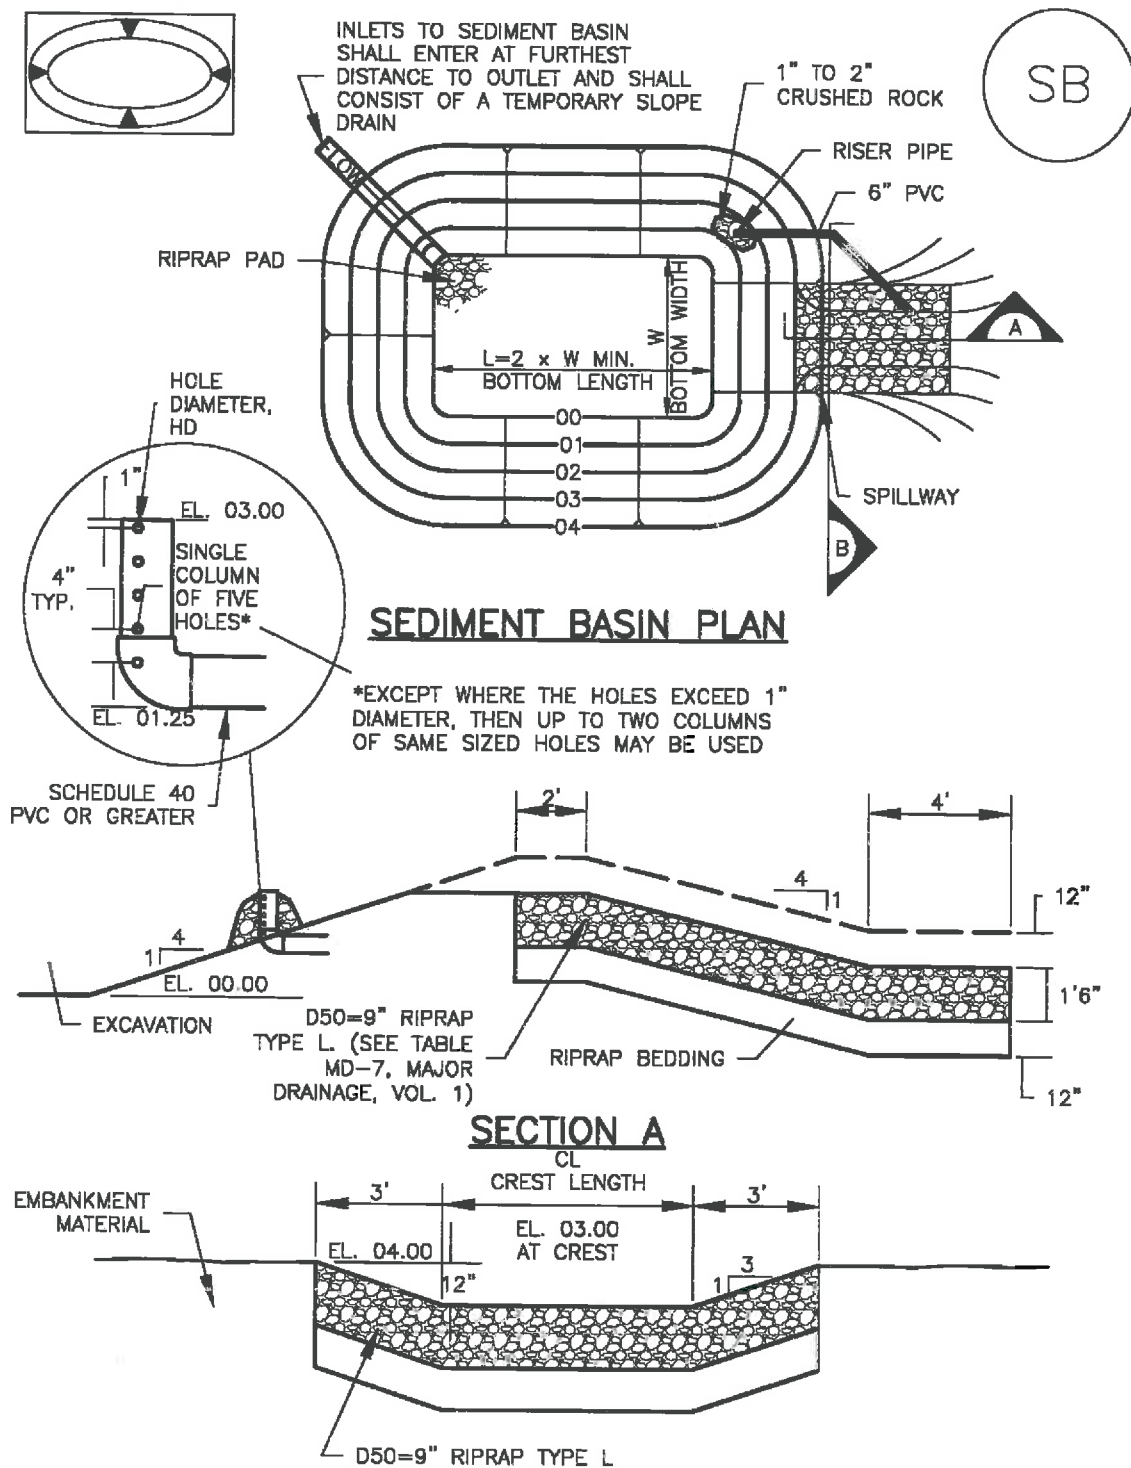 INLETS TO SEDIMENT BASIN
SHALL ENTER AT FURTHEST
DISTANCE TO OUTLET AND SHALL
CONSIST OF A TEMPORARY SLOPE
DRAIN
1" TO 2"
CRUSHED ROCK
SB
RISER PIPE
6" PVC
FLOW
RIPRAP PAD
W
BOTTOM WIDTH
L=2 x W MIN.
BOTTOM LENGTH
A
00
01
02
03
04
SPILLWAY
B
HOLE
DIAMETER,
HD
1"
EL. 03.00
SINGLE
COLUMN
OF FIVE
HOLES*
4"
TYP.
EL. 01.25
SEDIMENT BASIN PLAN
*EXCEPT WHERE THE HOLES EXCEED 1"
DIAMETER, THEN UP TO TWO COLUMNS
OF SAME SIZED HOLES MAY BE USED
SCHEDULE 40
PVC OR GREATER
2'
4'
4
1
12"
4
1
EL. 00.00
EXCAVATION
1'6"
D50=9" RIPRAP
TYPE L. (SEE TABLE
MD-7, MAJOR
DRAINAGE, VOL. 1)
RIPRAP BEDDING
12"
SECTION A
CL
CREST LENGTH
3'
3'
EMBANKMENT
MATERIAL
EL. 04.00
EL. 03.00
AT CREST
12"
3
1
D50=9" RIPRAP TYPE L